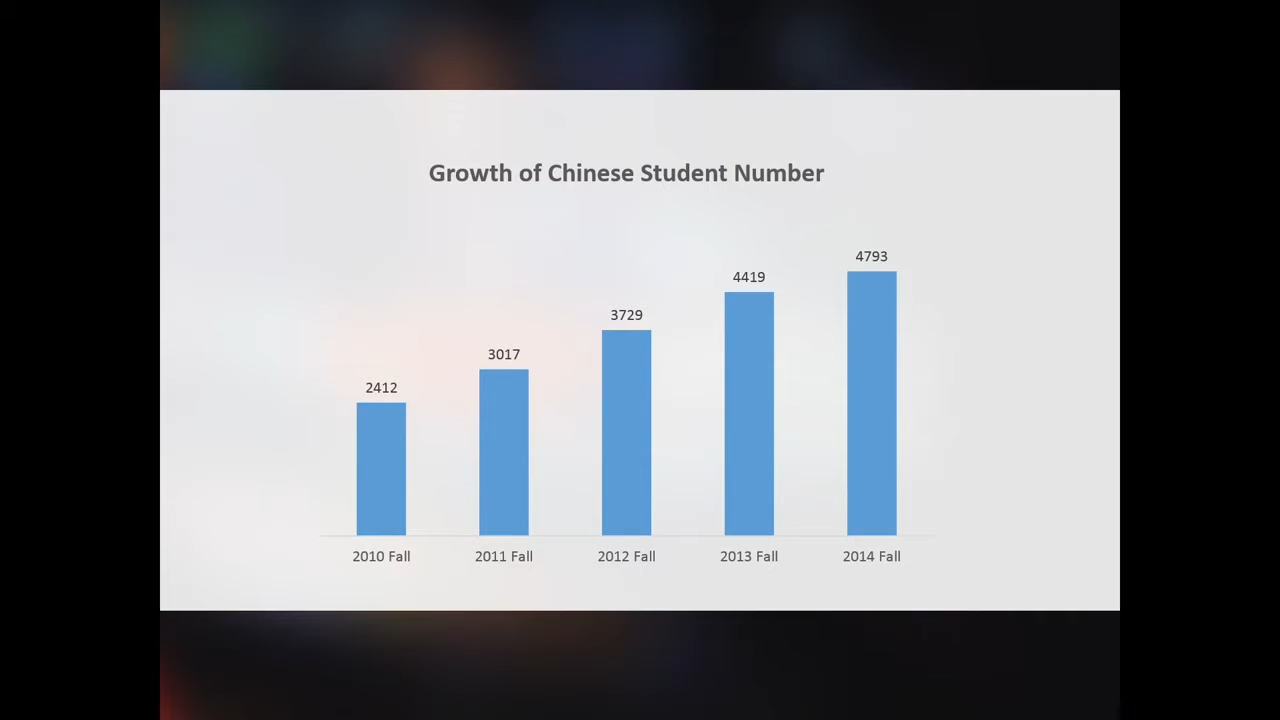 Growth of Chinese Student Number
4793
4419
3729
3017
2412
2010 Fall 2011 Fall 2012 Fall 2013 Fall 2014 Fall